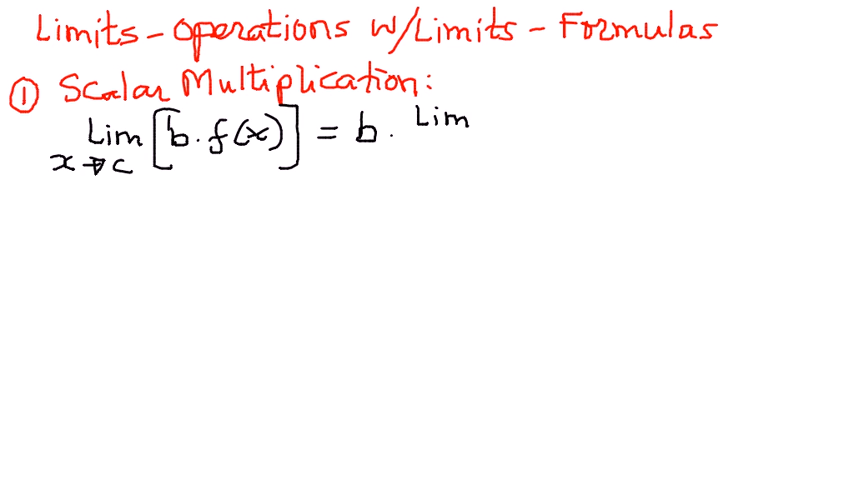 Limits - Operations w/Limits - Formulas
① Scalar Multiplication:
Lim [b. f(x)] = b. Lim
x→c